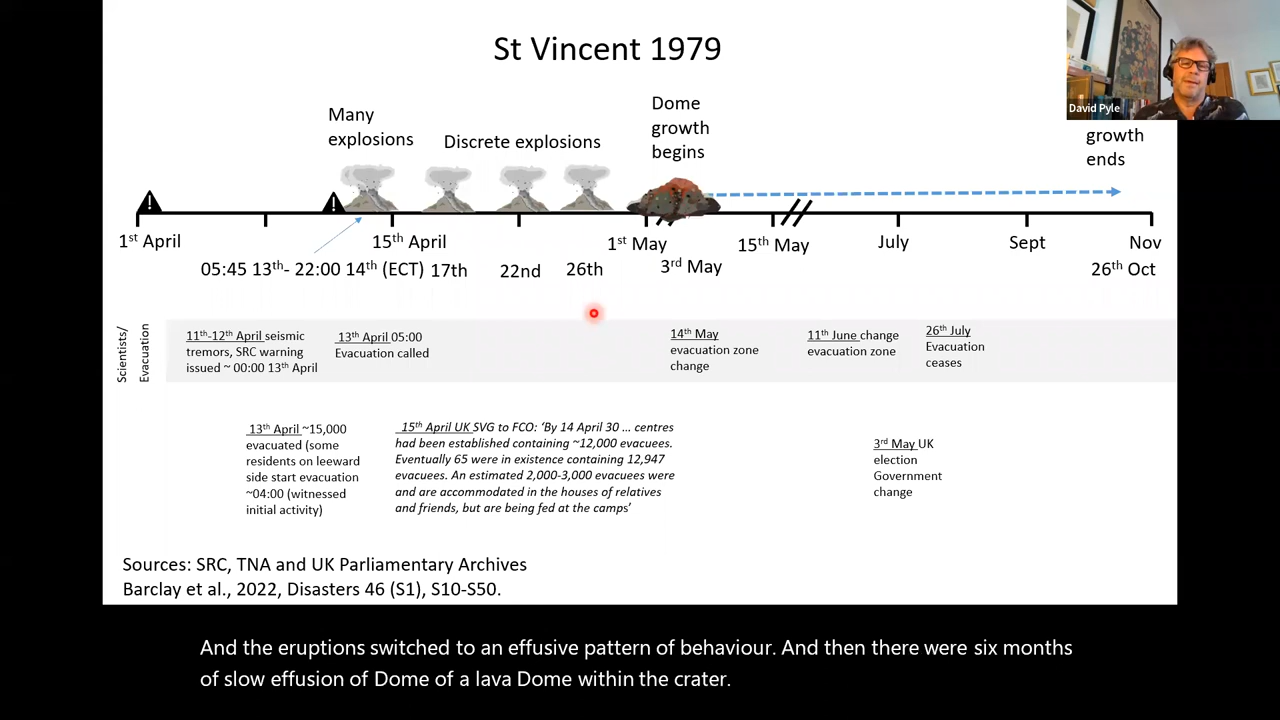 St Vincent 1979
David Pyle
Many
explosions
Discrete explosions
Dome
growth
begins
growth
ends
!
!
1st April
15th April
1st May
15th May
July
Sept
Nov
05:45 13th- 22:00 14th (ECT)
17th
22nd
26th
3rd May
26th Oct
Scientists/
Evacuation
11th-12th April seismic
tremors, SRC warning
issued ~ 00:00 13th April
13th April 05:00
Evacuation called
14th May
evacuation zone
change
11th June change
evacuation zone
26th July
Evacuation
ceases
13th April ~15,000
evacuated (some
residents on leeward
side start evacuation
~04:00 (witnessed
initial activity)
15th April UK SVG to FCO: ‘By 14 April 30 ... centres
had been established containing ~12,000 evacuees.
Eventually 65 were in existence containing 12,947
evacuees. An estimated 2,000-3,000 evacuees were
and are accommodated in the houses of relatives
and friends, but are being fed at the camps’
3rd May UK
election
Government
change
Sources: SRC, TNA and UK Parliamentary Archives
Barclay et al., 2022, Disasters 46 (S1), S10-S50.
And the eruptions switched to an effusive pattern of behaviour. And then there were six months
of slow effusion of Dome of a lava Dome within the crater.